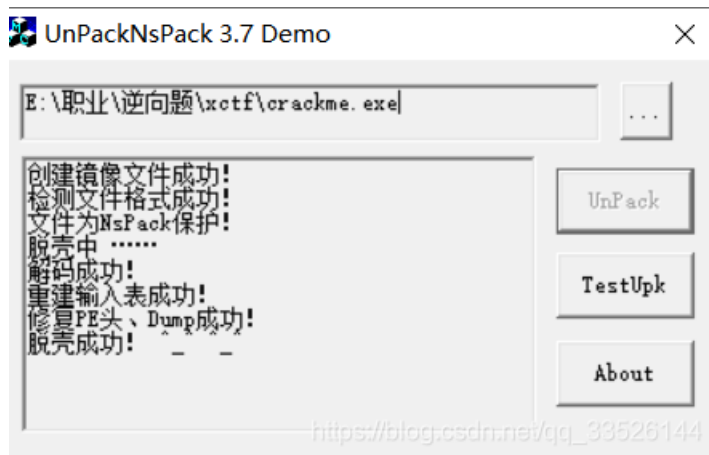 UnPackNsPack 3.7 Demo
E:\职业\逆向题\xctf\crackme.exe
...
创建镜像文件成功!
检测文件格式成功!
文件为NsPack保护!
脱壳中 ……
解码成功!
重建输入表成功!
修复PE头、Dump成功!
脱壳成功! ^_^ ^_^
UnPack
TestUpk
About
https://blog.csdn.net/qq_33526144